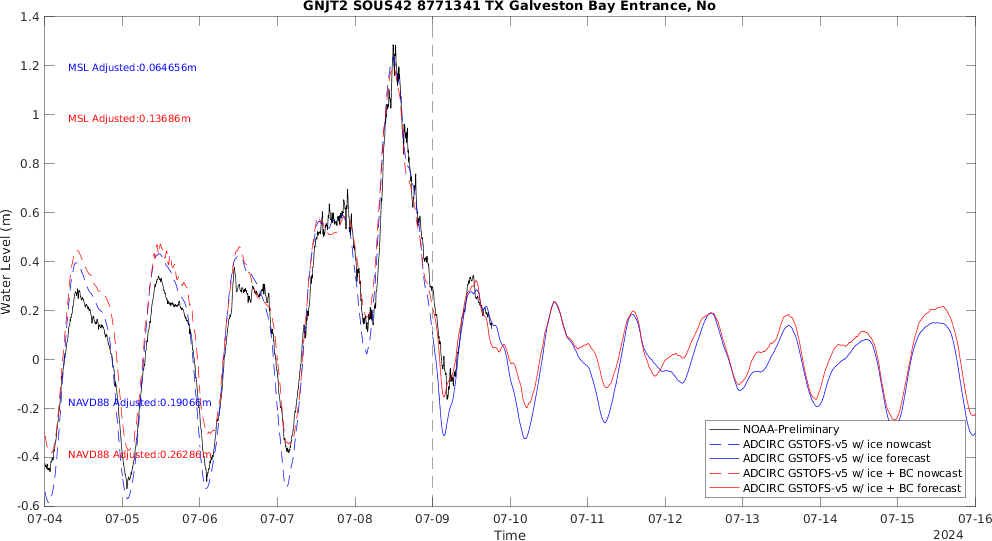 GNJT2 SOUS42 8771341 TX Galveston Bay Entrance, No
1.4
1.2
1
0.8
0.6
0.4
0.2
0
-0.2
-0.4
-0.6
Water Level (m)
MSL Adjusted:0.064656m
MSL Adjusted:0.13686m
NAVD88 Adjusted:0.19066m
NAVD88 Adjusted:0.26286m
NOAA-Preliminary
ADCIRC GSTOFS-v5 w/ ice nowcast
ADCIRC GSTOFS-v5 w/ ice forecast
ADCIRC GSTOFS-v5 w/ ice + BC nowcast
ADCIRC GSTOFS-v5 w/ ice + BC forecast
07-04 07-05 07-06 07-07 07-08 07-09 07-10 07-11 07-12 07-13 07-14 07-15 07-16
Time
2024